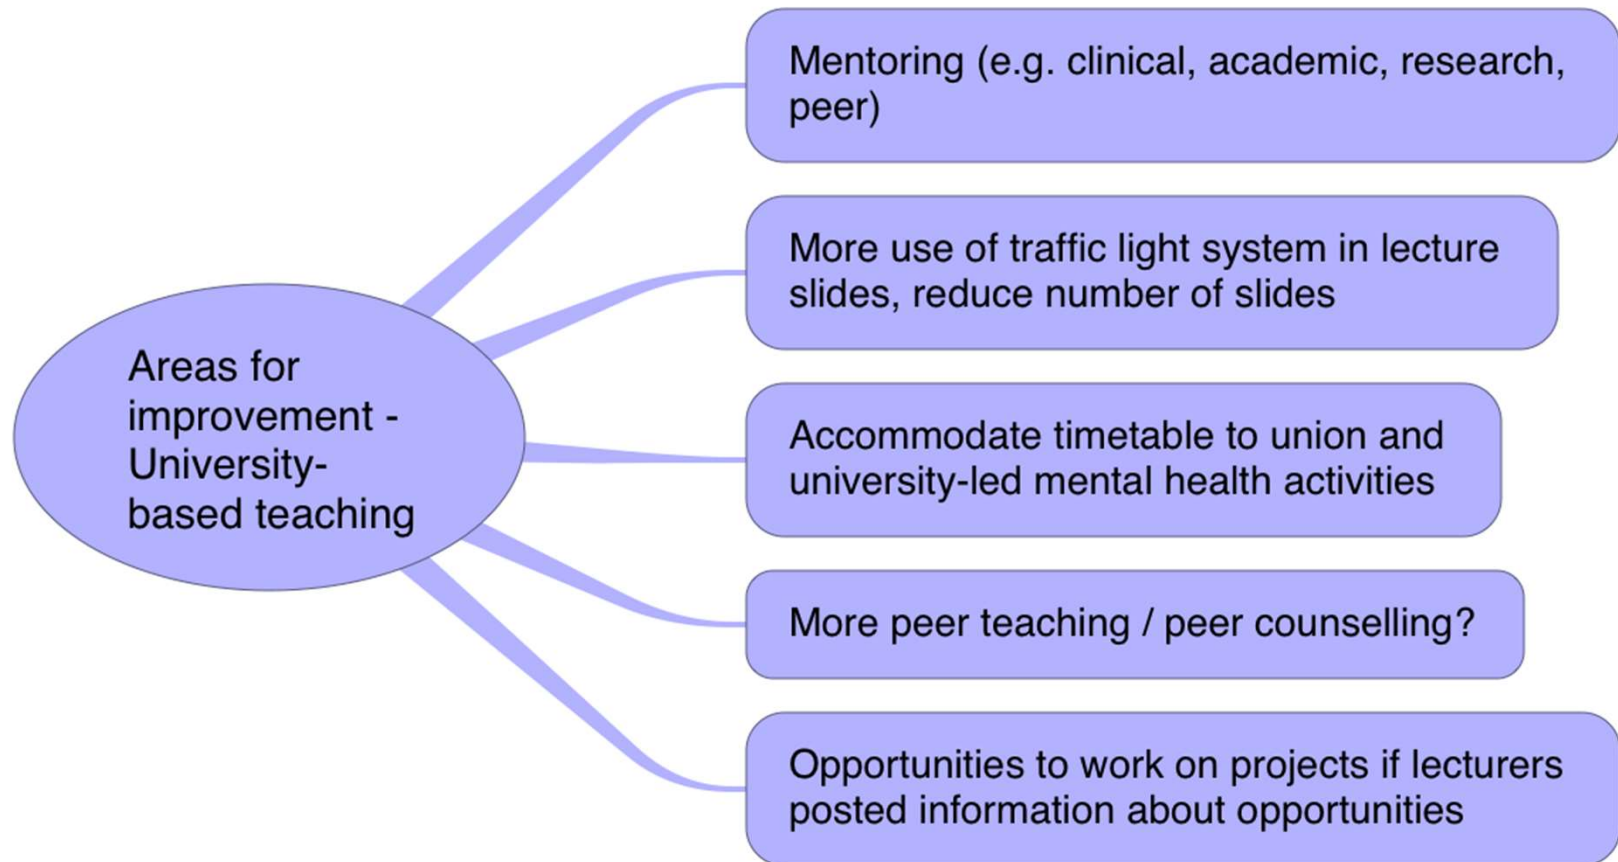 Mentoring (e.g. clinical, academic, research,
peer)
More use of traffic light system in lecture
slides, reduce number of slides
Areas for
improvement -
University-
based teaching
Accommodate timetable to union and
university-led mental health activities
More peer teaching / peer counselling?
Opportunities to work on projects if lecturers
posted information about opportunities